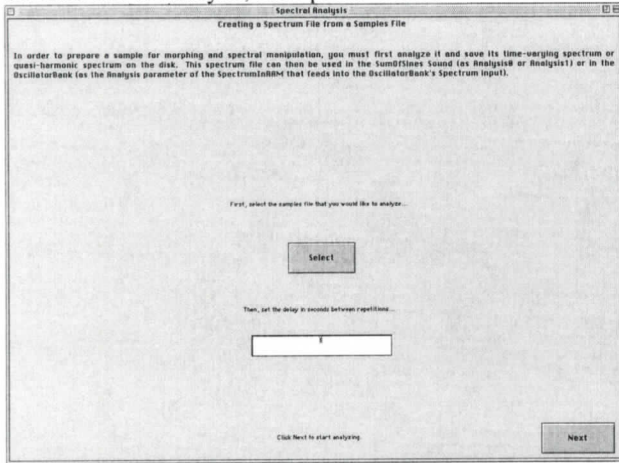 Spectral Analysis
Creating a Spectrum File from a Samples File
In order to prepare a sample for morphing and spectral manipulation, you must first analyze it and save its time-varying spectrum or
quasi-harmonic spectrum on the disk. This spectrum file can then be used in the SumOfSines Sound (as Analysis0 or Analysis1) or in the
OscillatorBank (as the Analysis parameter of the SpectrumInRAM that feeds into the OscillatorBank's Spectrum input).
First, select the samples file that you would like to analyze...
Select
Then, set the delay in seconds between repetitions...
Click Next to start analyzing.
Next